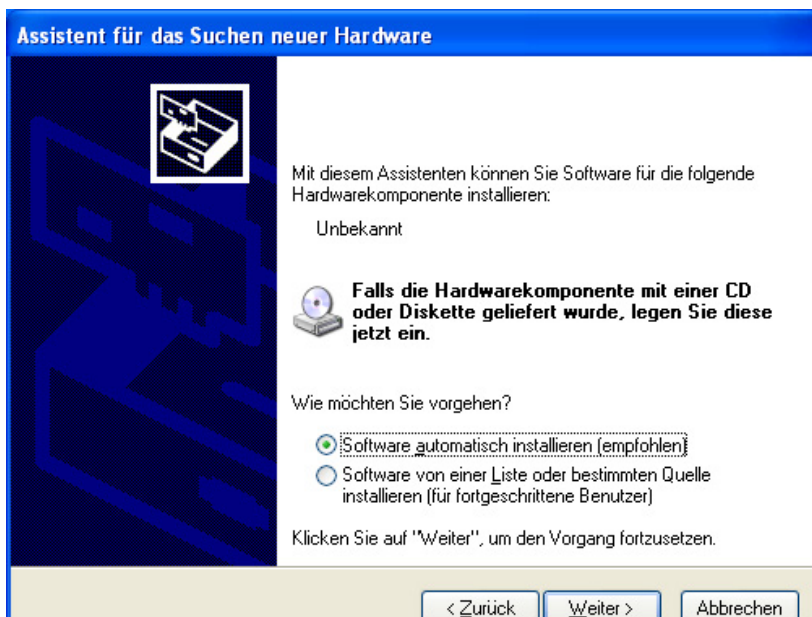 Assistent für das Suchen neuer Hardware
Mit diesem Assistenten können Sie Software für die folgende
Hardwarekomponente installieren:
Unbekannt
Falls die Hardwarekomponente mit einer CD
oder Diskette geliefert wurde, legen Sie diese
jetzt ein.
Wie möchten Sie vorgehen?
Software automatisch installieren (empfohlen)
Software von einer Liste oder bestimmten Quelle
installieren (für fortgeschrittene Benutzer)
Klicken Sie auf "Weiter", um den Vorgang fortzusetzen.
< Zurück Weiter > Abbrechen